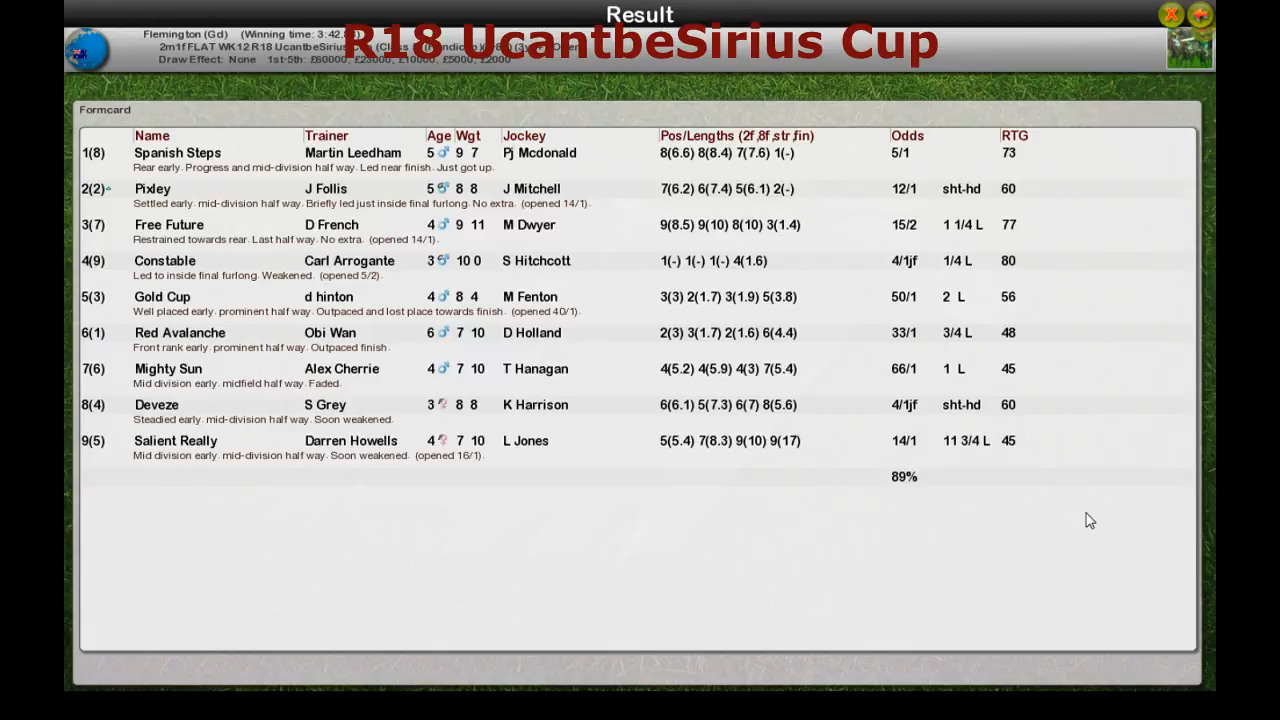 Result
Flemington (Gd) (Winning time: 3:42.
R18 UcantbeSirius Cup
2m1f FLAT WK12 R18 UcantbeSirius
Draw Effect: None 1st-5th: £60000, £23000, £10000, £5000, £2000
Formcard
Name Trainer Age Wgt Jockey Pos/Lengths (2f,8f,str,fin) Odds RTG
1(8) Spanish Steps Martin Leedham 5 9 7 Pj Mcdonald 8(6.6) 8(8.4) 7(7.6) 1(-) 5/1 73
Rear early. Progress and mid-division half way. Led near finish. Just got up.
2(2) Pixley J Follis 5 8 8 J Mitchell 7(6.2) 6(7.4) 5(6.1) 2(-) 12/1 sht-hd 60
Settled early. mid-division half way. Briefly led just inside final furlong. No extra. (opened 14/1).
3(7) Free Future D French 4 9 11 M Dwyer 9(8.5) 9(10) 8(10) 3(1.4) 15/2 1 1/4 L 77
Restrained towards rear. Last half way. No extra. (opened 14/1).
4(9) Constable Carl Arrogante 3 10 0 S Hitchcott 1(-) 1(-) 1(-) 4(1.6) 4/1jf 1/4 L 80
Led to inside final furlong. Weakened. (opened 5/2).
5(3) Gold Cup d hinton 4 8 4 M Fenton 3(3) 2(1.7) 3(1.9) 5(3.8) 50/1 2 L 56
Well placed early. prominent half way. Outpaced and lost place towards finish. (opened 40/1).
6(1) Red Avalanche Obi Wan 6 7 10 D Holland 2(3) 3(1.7) 2(1.6) 6(4.4) 33/1 3/4 L 48
Front rank early. prominent half way. Outpaced finish.
7(6) Mighty Sun Alex Cherrie 4 7 10 T Hanagan 4(5.2) 4(5.9) 4(3) 7(5.4) 66/1 1 L 45
Mid division early. midfield half way. Faded.
8(4) Deveze S Grey 3 8 8 K Harrison 6(6.1) 5(7.3) 6(7) 8(5.6) 4/1jf sht-hd 60
Steadied early. mid-division half way. Soon weakened.
9(5) Salient Really Darren Howells 4 7 10 L Jones 5(5.4) 7(8.3) 9(10) 9(17) 14/1 11 3/4 L 45
Mid division early. mid-division half way. Soon weakened. (opened 16/1).
89%